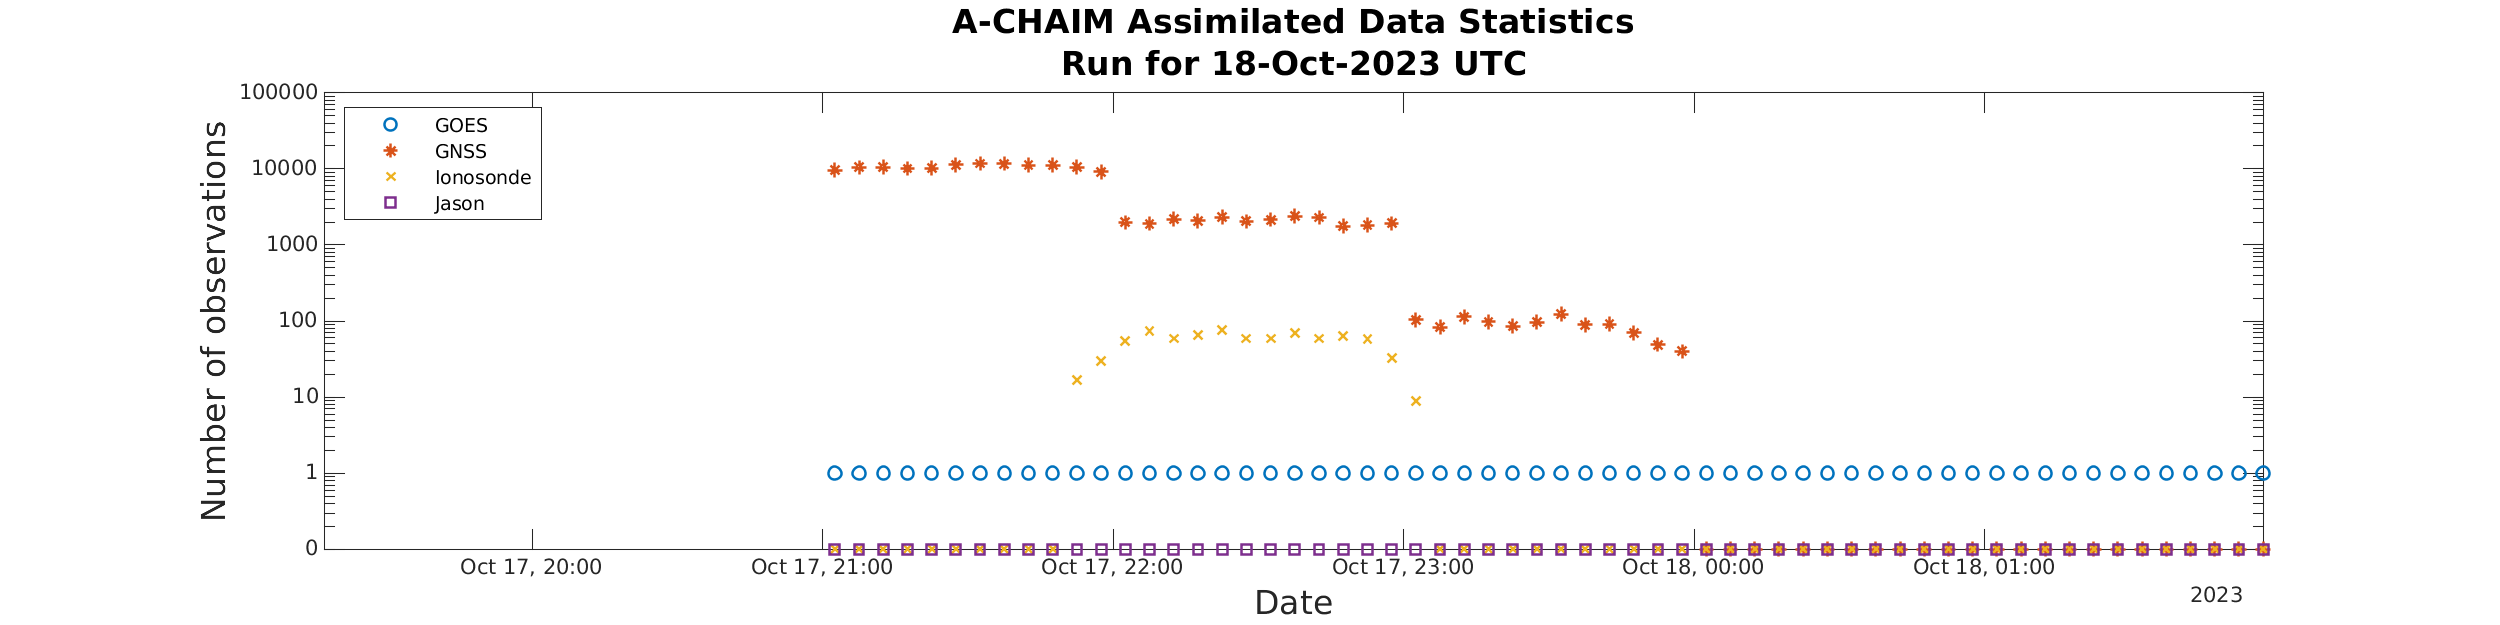 A-CHAIM Assimilated Data Statistics
Run for 18-Oct-2023 UTC
Number of observations
100000
10000
1000
100
10
1
0
GOES
GNSS
Ionosonde
Jason
Oct 17, 20:00
Oct 17, 21:00
Oct 17, 22:00
Oct 17, 23:00
Oct 18, 00:00
Oct 18, 01:00
2023
Date